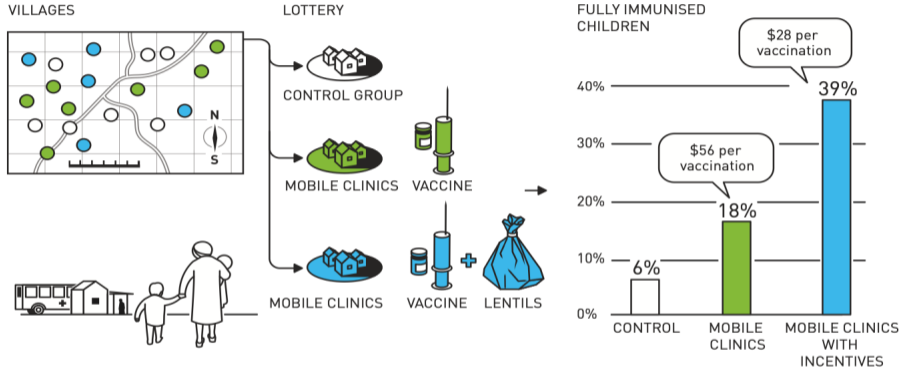 VILLAGES
N
S
LOTTERY
CONTROL GROUP
MOBILE CLINICS
VACCINE
MOBILE CLINICS
VACCINE
+
LENTILS
FULLY IMMUNISED
CHILDREN
40%
30%
20%
10%
0%
6%
18%
39%
$56 per
vaccination
$28 per
vaccination
CONTROL
MOBILE
CLINICS
MOBILE CLINICS
WITH
INCENTIVES